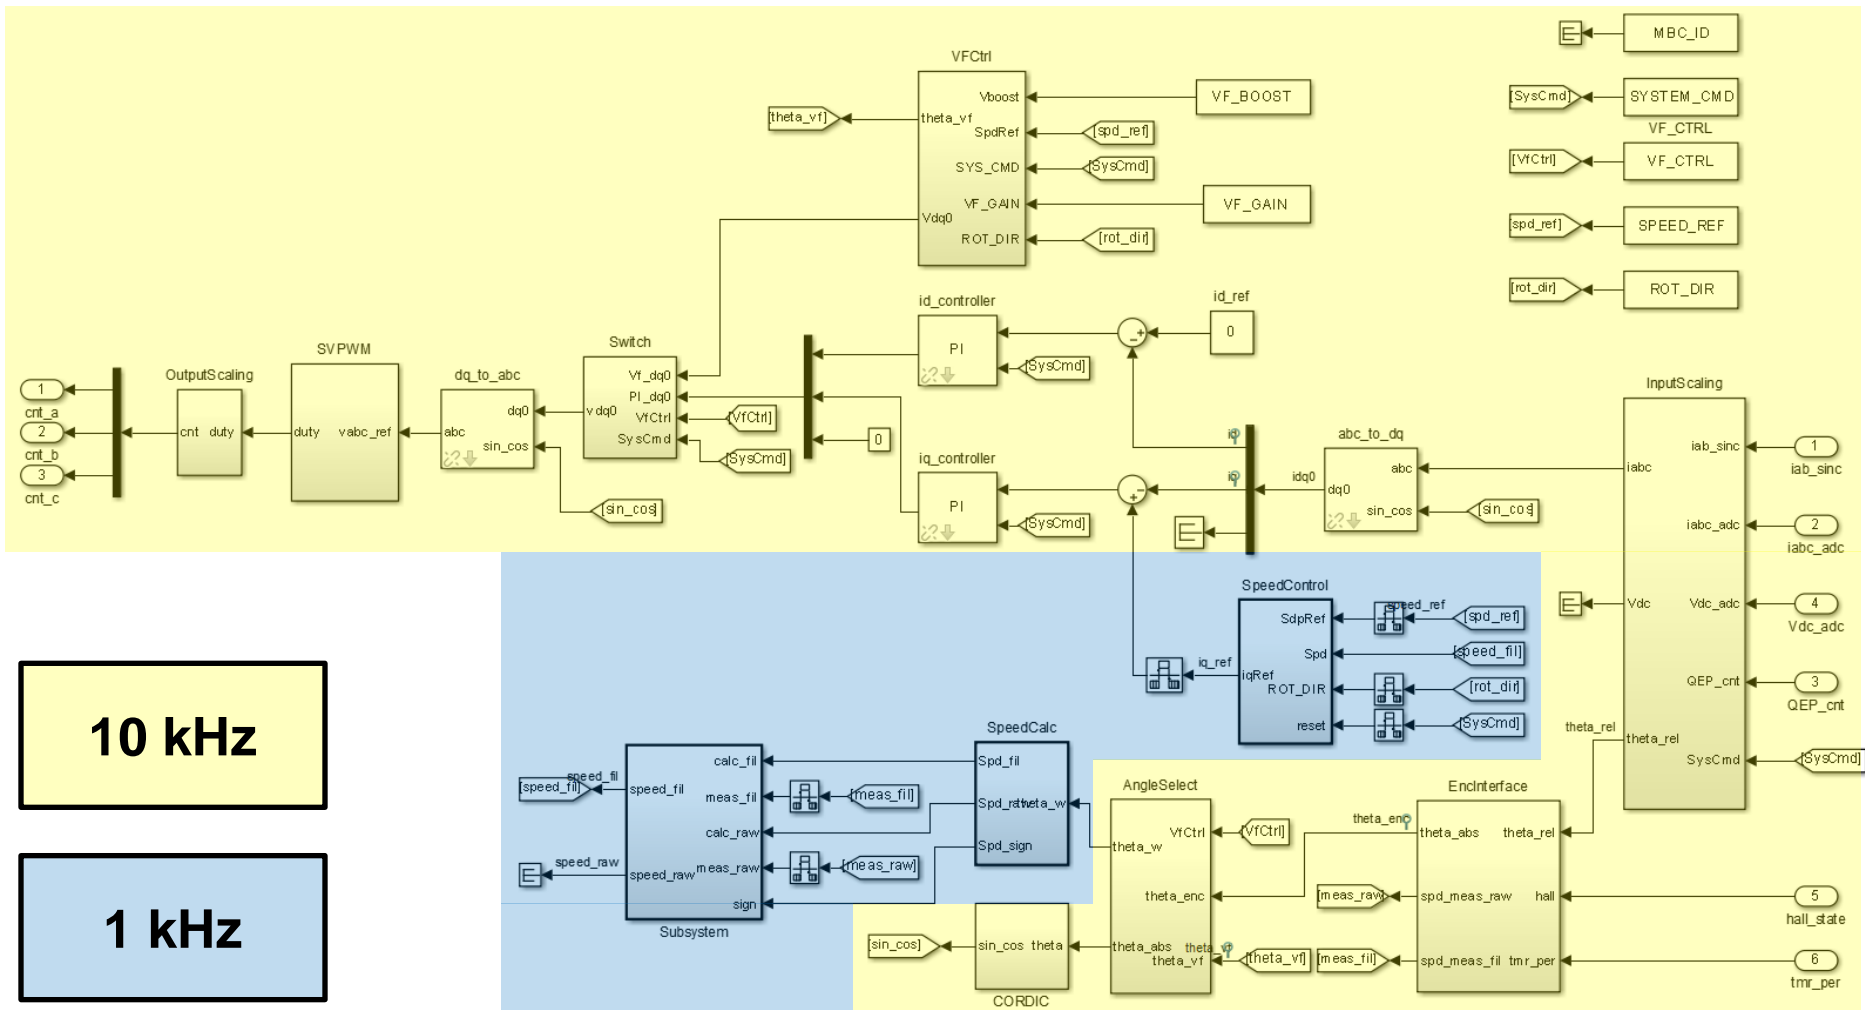 MBC_ID
VFCtrl
Vboost
VF_BOOST
[SysCmd]
SYSTEM_CMD
[theta_vf]
theta_vf
SpdRef
[spd_ref]
VF_CTRL
SYS_CMD
[SysCmd]
[VfCtrl]
VF_CTRL
VF_GAIN
VF_GAIN
Vdq0
ROT_DIR
[rot_dir]
[spd_ref]
SPEED_REF
[rot_dir]
ROT_DIR
id_controller
id_ref
PI
0
[SysCmd]
SVPWM
Switch
OutputScaling
dq_to_abc
Vf_dq0
PI_dq0
VfCtrl
SysCmd
vdq0
[VfCtrl]
[SysCmd]
0
1
cnt_a
2
cnt_b
3
cnt_c
cnt duty
duty
vabc_ref
abc
dq0
sin_cos
[sin_cos]
iq_controller
PI
[SysCmd]
id
iq
idq0
abc_to_dq
abc
dq0
sin_cos
[sin_cos]
InputScaling
iabc
iab_sinc
1
iab_sinc
iabc_adc
2
iabc_adc
Vdc
Vdc_adc
4
Vdc_adc
QEP_cnt
3
QEP_cnt
theta_rel
theta_rel
SysCmd
[SysCmd]
SpeedControl
SdpRef
speed_ref
[spd_ref]
Spd
[speed_fil]
iq_ref
iqRef
ROT_DIR
[rot_dir]
reset
[SysCmd]
10 kHz
SpeedCalc
calc_fil
Spd_fil
speed_fil
[speed_fil]
speed_fil
meas_fil
[meas_fil]
Spd_raw
theta_w
calc_raw
speed_raw
speed_raw
meas_raw
[meas_raw]
Spd_sign
sign
Subsystem
1 kHz
AngleSelect
VfCtrl
[VfCtrl]
theta_w
theta_enc
theta_enc
theta_abs
theta_vf
theta_vf
[theta_vf]
EncInterface
theta_abs
theta_rel
[meas_raw]
spd_meas_raw
hall
5
hall_state
[meas_fil]
spd_meas_fil
tmr_per
6
tmr_per
[sin_cos]
sin_cos
theta
CORDIC